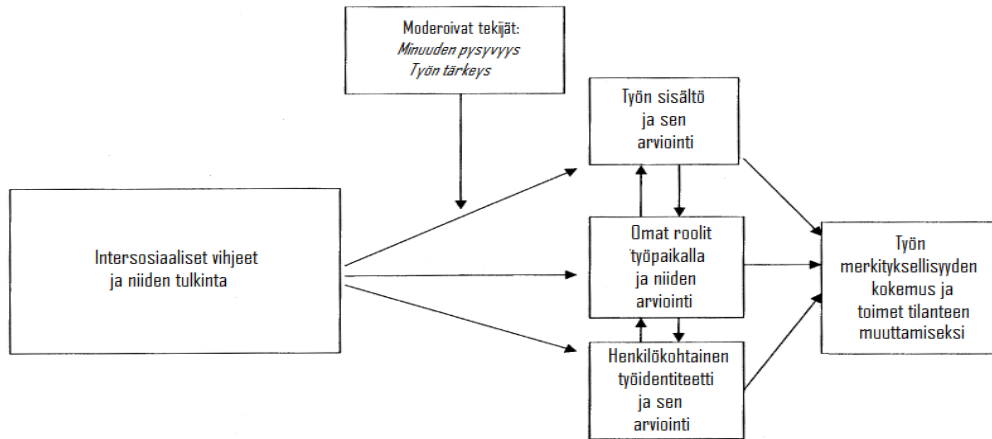 Moderoivat tekijät:
Minuuden pysyvyys
Työn tärkeys
Työn sisältö
ja sen
arviointi
Intersosiaaliset vihjeet
ja niiden tulkinta
Omat roolit
työpaikalla
ja niiden
arviointi
Työn
merkityksellisyyden
kokemus ja
toimet tilanteen
muuttamiseksi
Henkilökohtainen
työidentiteetti
ja sen
arviointi